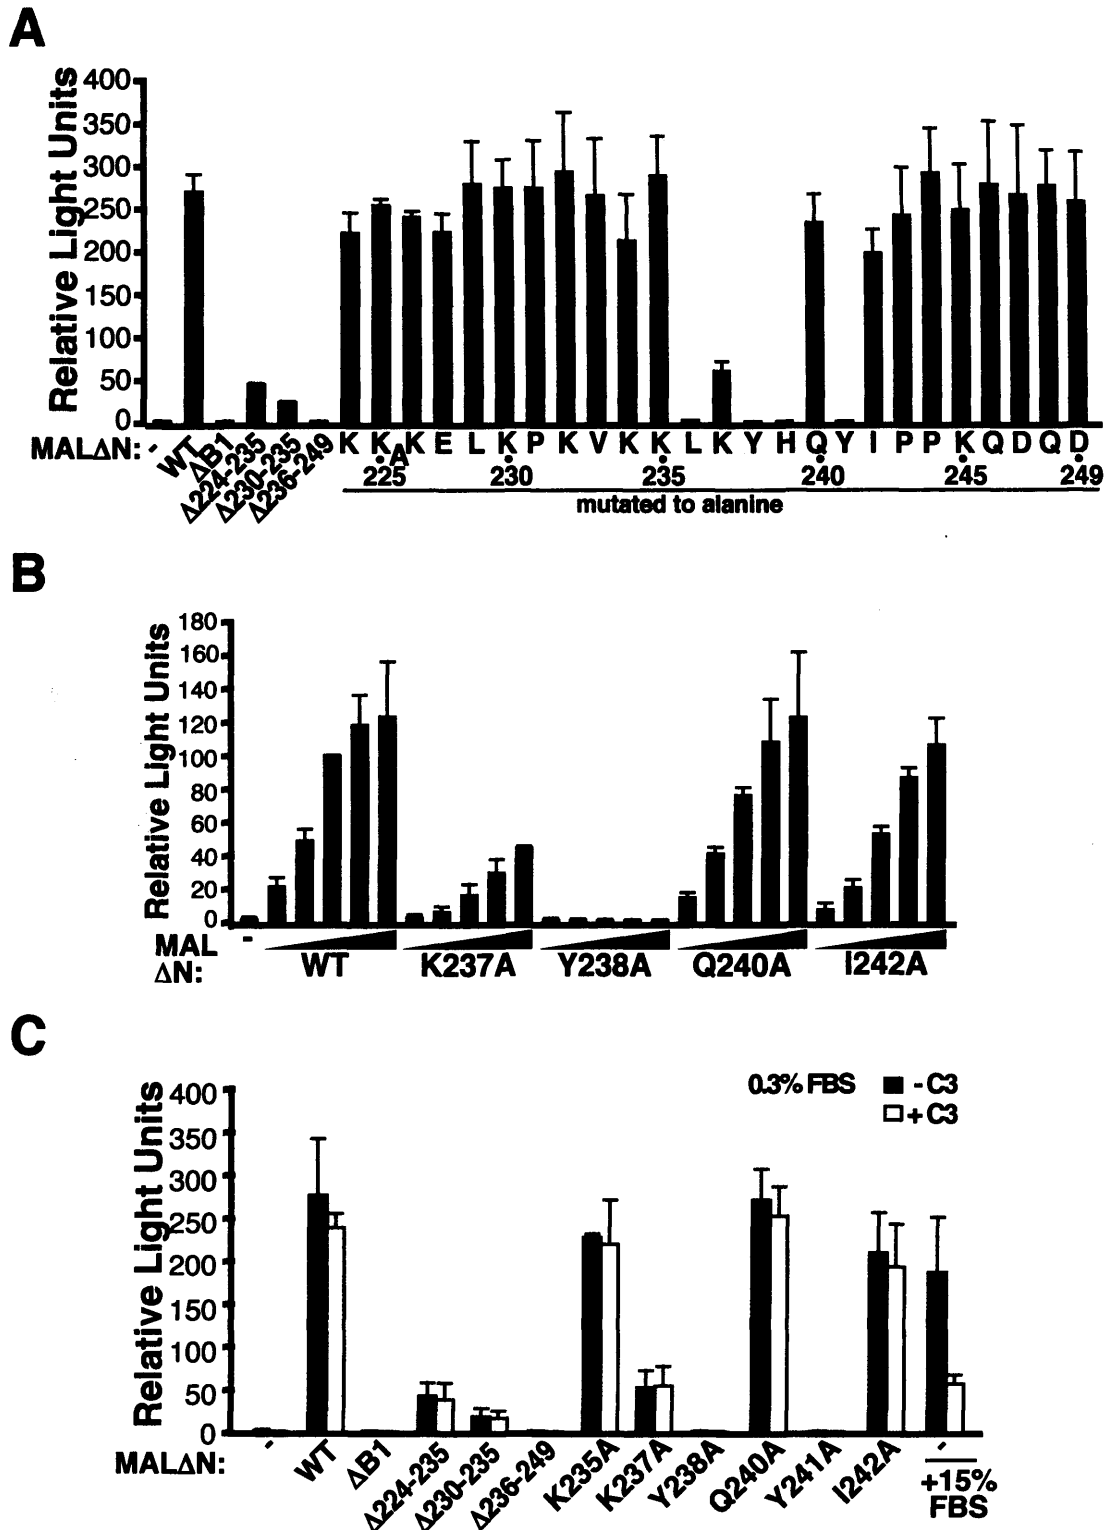 A
Relative Light Units
400
350
300
250
200
150
100
50
0
MALΔN:
-
WT
ΔB1
Δ224-235
Δ230-235
Δ236-249
K K A K E L K P K V K K L K Y H Q Y I P P K Q D Q D
225 230 235 240 245 249
mutated to alanine
B
Relative Light Units
180
160
140
120
100
80
60
40
20
0
MAL
ΔN:
-
WT K237A Y238A Q240A I242A
C
Relative Light Units
400
350
300
250
200
150
100
50
0
0.3% FBS
- C3
+ C3
MALΔN:
-
WT
ΔB1
Δ224-235
Δ230-235
Δ236-249
K235A
K237A
Y238A
Q240A
Y241A
I242A
-
+15%
FBS